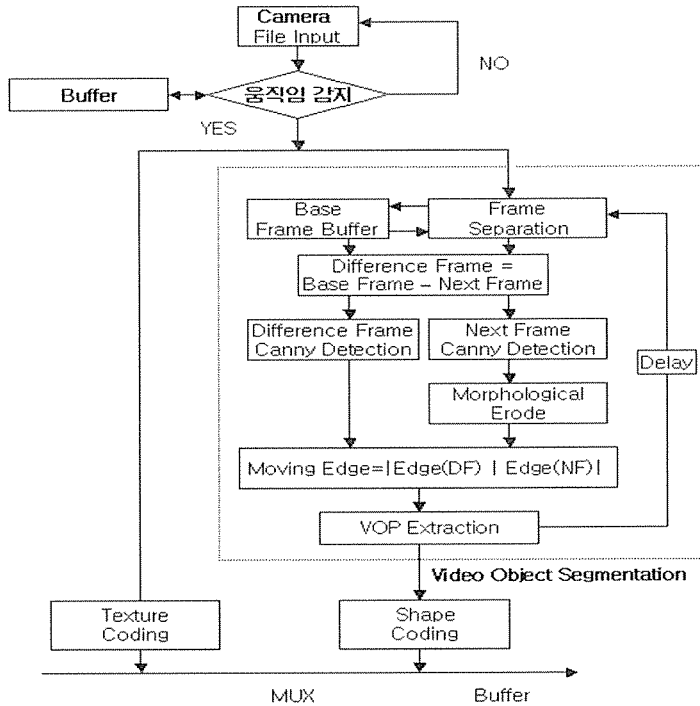 Camera
File Input
NO
Buffer
움직임 감지
YES
Base
Frame Buffer
Frame
Separation
Difference Frame =
Base Frame – Next Frame
Difference Frame
Canny Detection
Next Frame
Canny Detection
Delay
Morphological
Erode
Moving Edge=|Edge(DF) | Edge(NF)|
VOP Extraction
Video Object Segmentation
Texture
Coding
Shape
Coding
MUX
Buffer